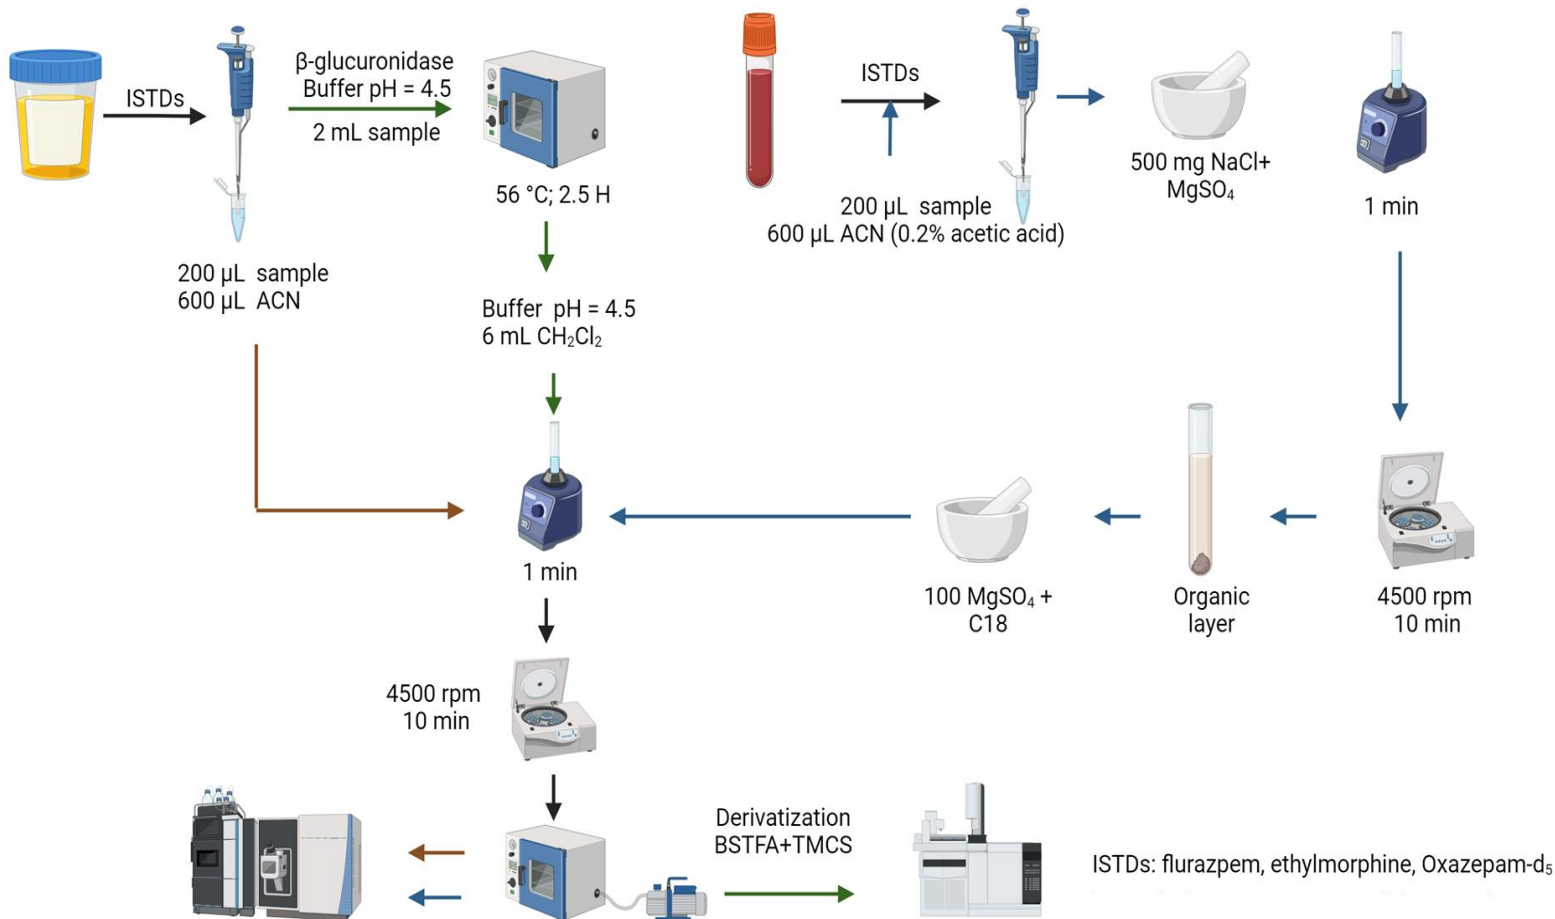 ISTDs
β-glucuronidase
Buffer pH = 4.5
2 mL sample
56 °C; 2.5 H
200 µL sample
600 µL ACN
Buffer pH = 4.5
6 mL CH₂Cl₂
ISTDs
200 µL sample
600 µL ACN (0.2% acetic acid)
500 mg NaCl+
MgSO₄
1 min
4500 rpm
10 min
Organic
layer
100 MgSO₄ +
C18
1 min
4500 rpm
10 min
Derivatization
BSTFA+TMCS
ISTDs: flurazpem, ethylmorphine, Oxazepam-d₅